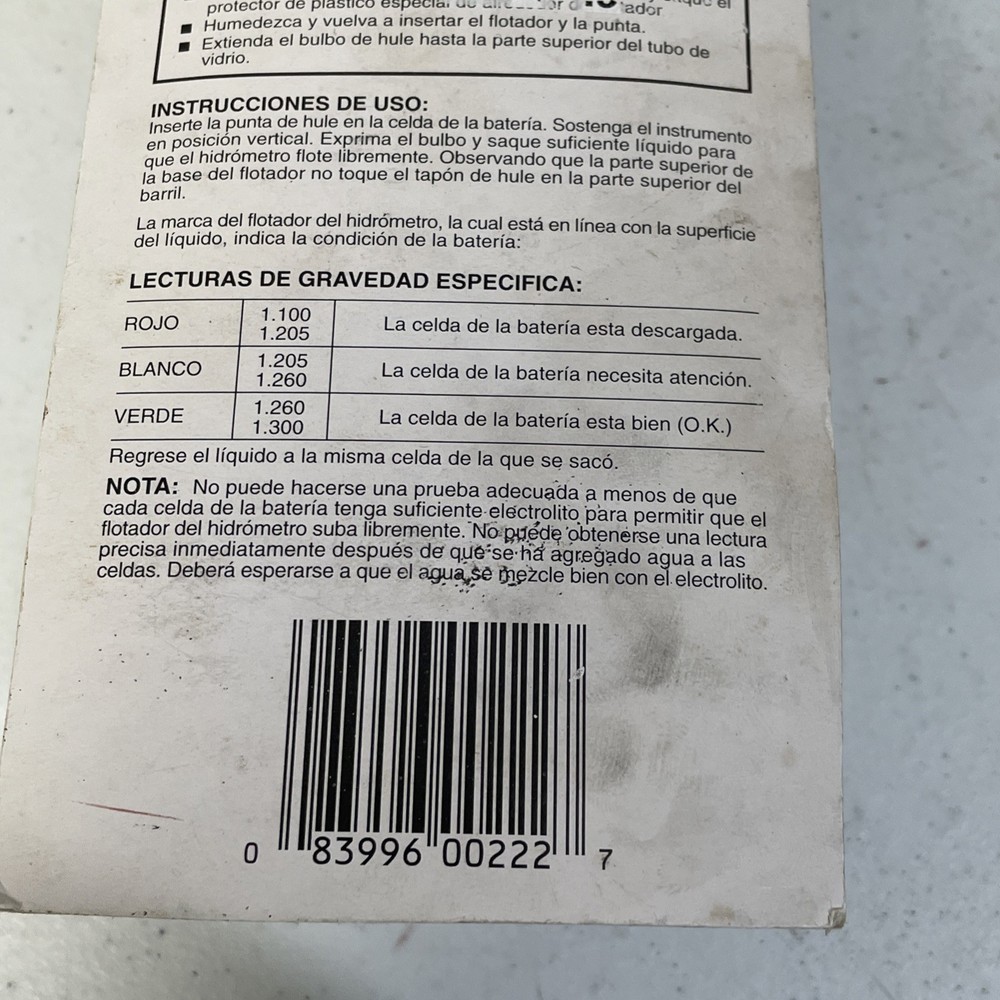 protector de plástico especial
■ Humedezca y vuelva a insertar el flotador y la punta.
■ Extienda el bulbo de hule hasta la parte superior del tubo de
vidrio.
INSTRUCCIONES DE USO:
Inserte la punta de hule en la celda de la batería. Sostenga el instrumento
en posición vertical. Exprima el bulbo y saque suficiente líquido para
que el hidrómetro flote libremente. Observando que la parte superior de
la base del flotador no toque el tapón de hule en la parte superior del
barril.
La marca del flotador del hidrómetro, la cual está en línea con la superficie
del líquido, indica la condición de la batería:
LECTURAS DE GRAVEDAD ESPECIFICA:
ROJO 1.100 1.205 La celda de la batería esta descargada.
BLANCO 1.205 1.260 La celda de la batería necesita atención.
VERDE 1.260 1.300 La celda de la batería esta bien (O.K.)
Regrese el líquido a la misma celda de la que se sacó.
NOTA: No puede hacerse una prueba adecuada a menos de que
cada celda de la batería tenga suficiente electrolito para permitir que el
flotador del hidrómetro suba libremente. No puede obtenerse una lectura
precisa inmediatamente después de que se ha agregado agua a las
celdas. Deberá esperarse a que el agua se mezcle bien con el electrolito.
0 83996 00222 7